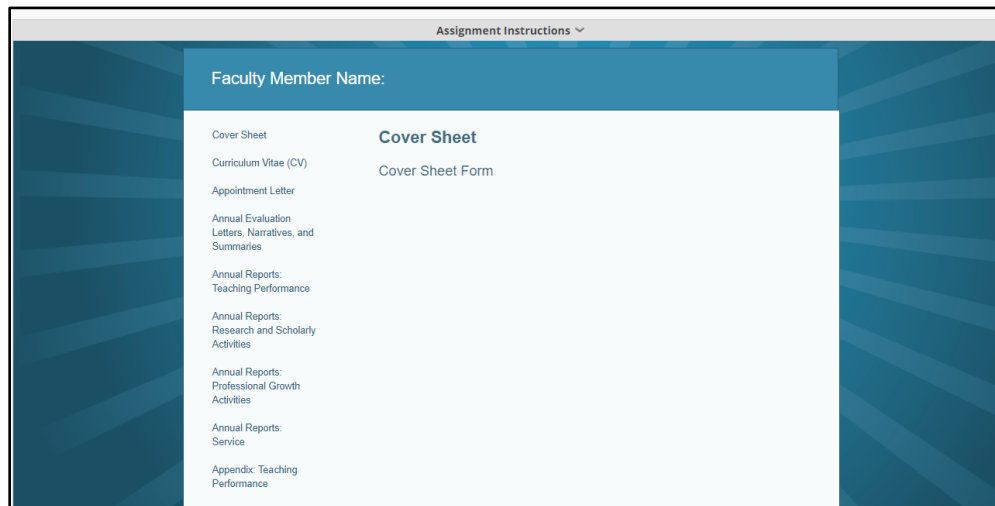 Assignment Instructions
Faculty Member Name:
Cover Sheet
Curriculum Vitae (CV)
Appointment Letter
Annual Evaluation
Letters, Narratives, and
Summaries
Annual Reports:
Teaching Performance
Annual Reports:
Research and Scholarly
Activities
Annual Reports:
Professional Growth
Activities
Annual Reports:
Service
Appendix: Teaching
Performance
Cover Sheet
Cover Sheet Form